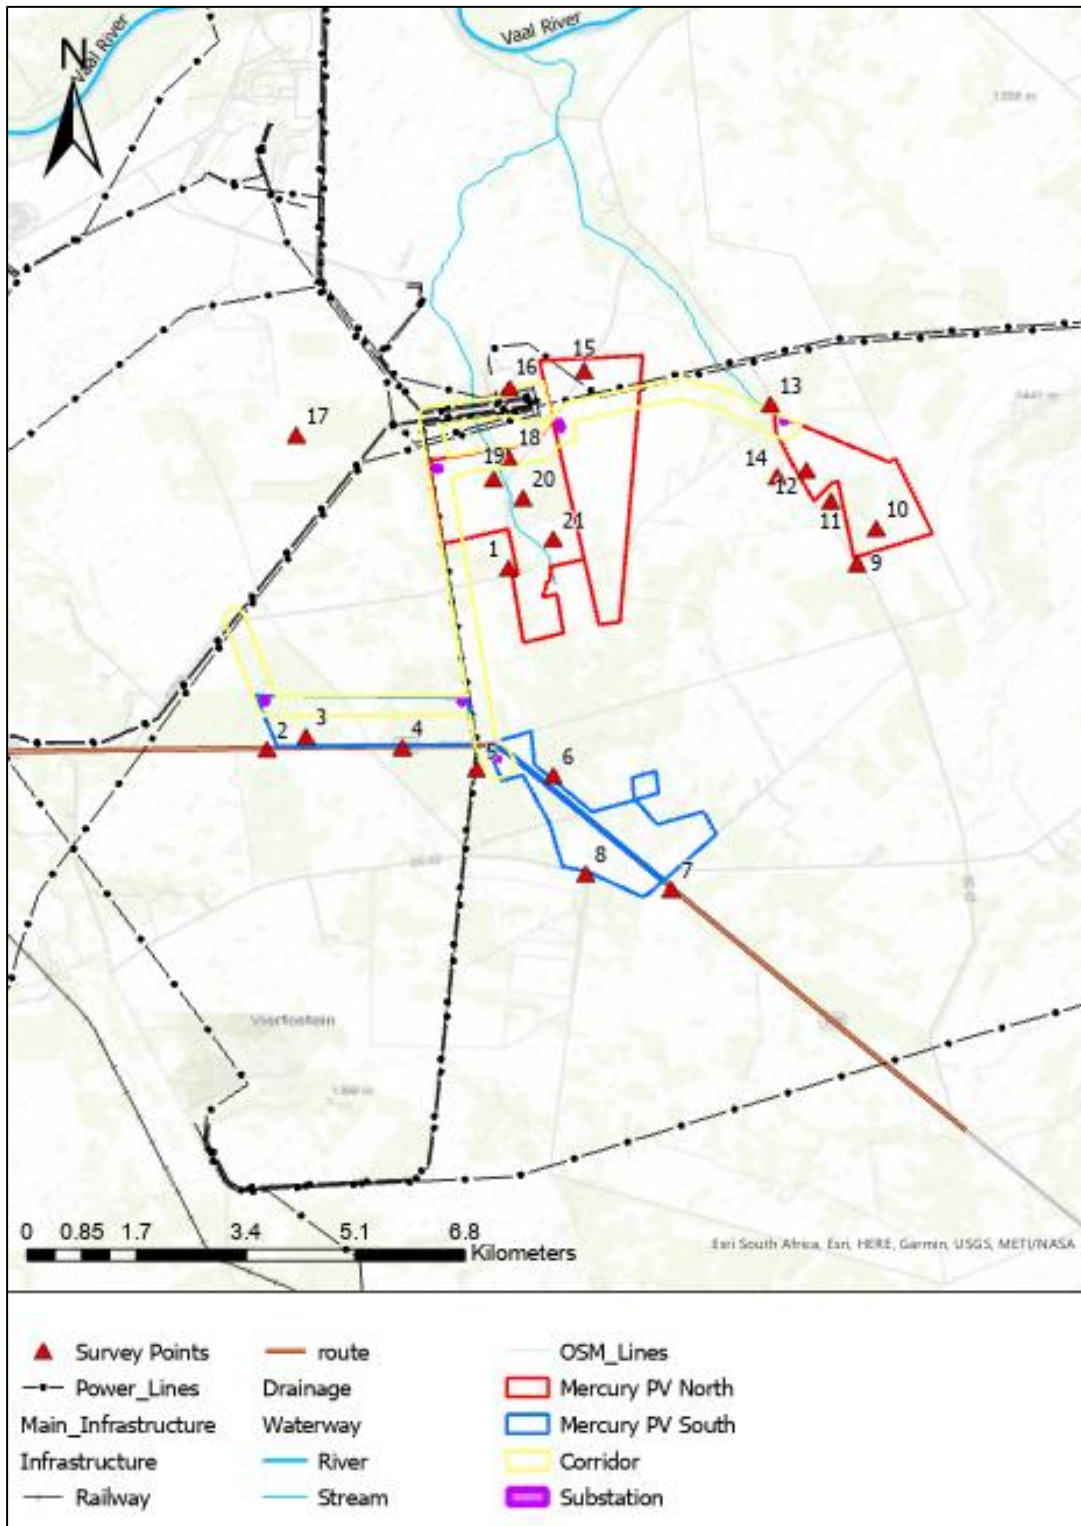 Vaal River
Vaal River
N
15
16
13
17
18
19
14
12
20
10
11
21
1
9
3
2
4
5
6
8
7
0 0.85 1.7 3.4 5.1 6.8
Kilometers
Esri South Africa, Esri, HERE, Garmin, USGS, METI/NASA
Survey Points
route
OSM_Lines
Power_Lines
Drainage
Mercury PV North
Main_Infrastructure
Waterway
Mercury PV South
Infrastructure
River
Corridor
Railway
Stream
Substation